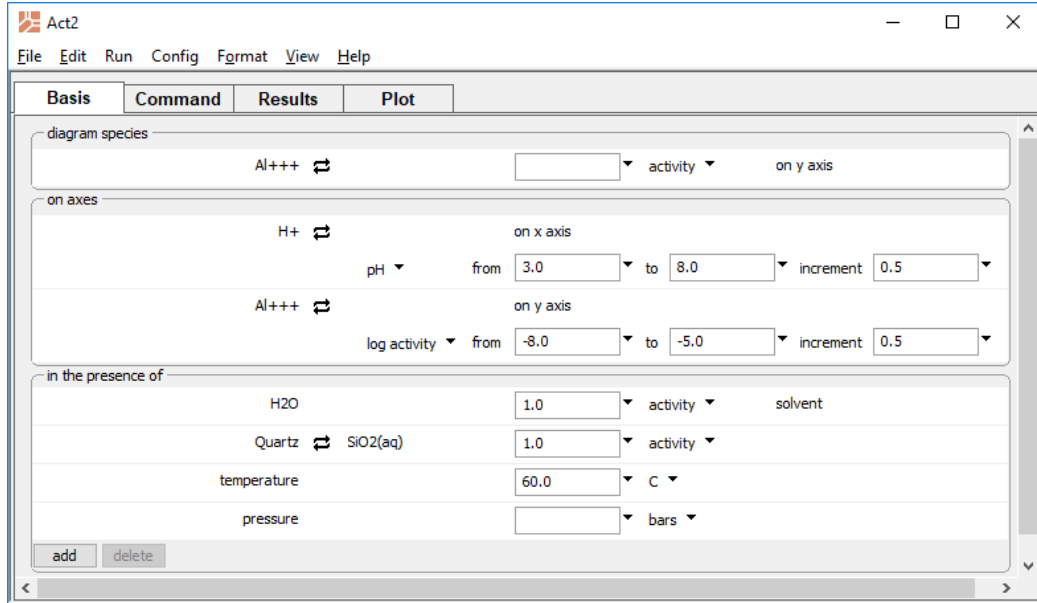 Act2
File Edit Run Config Format View Help
Basis Command Results Plot
diagram species
Al+++ activity on y axis
on axes
H+ on x axis
pH from 3.0 to 8.0 increment 0.5
Al+++ on y axis
log activity from -8.0 to -5.0 increment 0.5
in the presence of
H2O 1.0 activity solvent
Quartz SiO2(aq) 1.0 activity
temperature 60.0 C
pressure bars
add delete